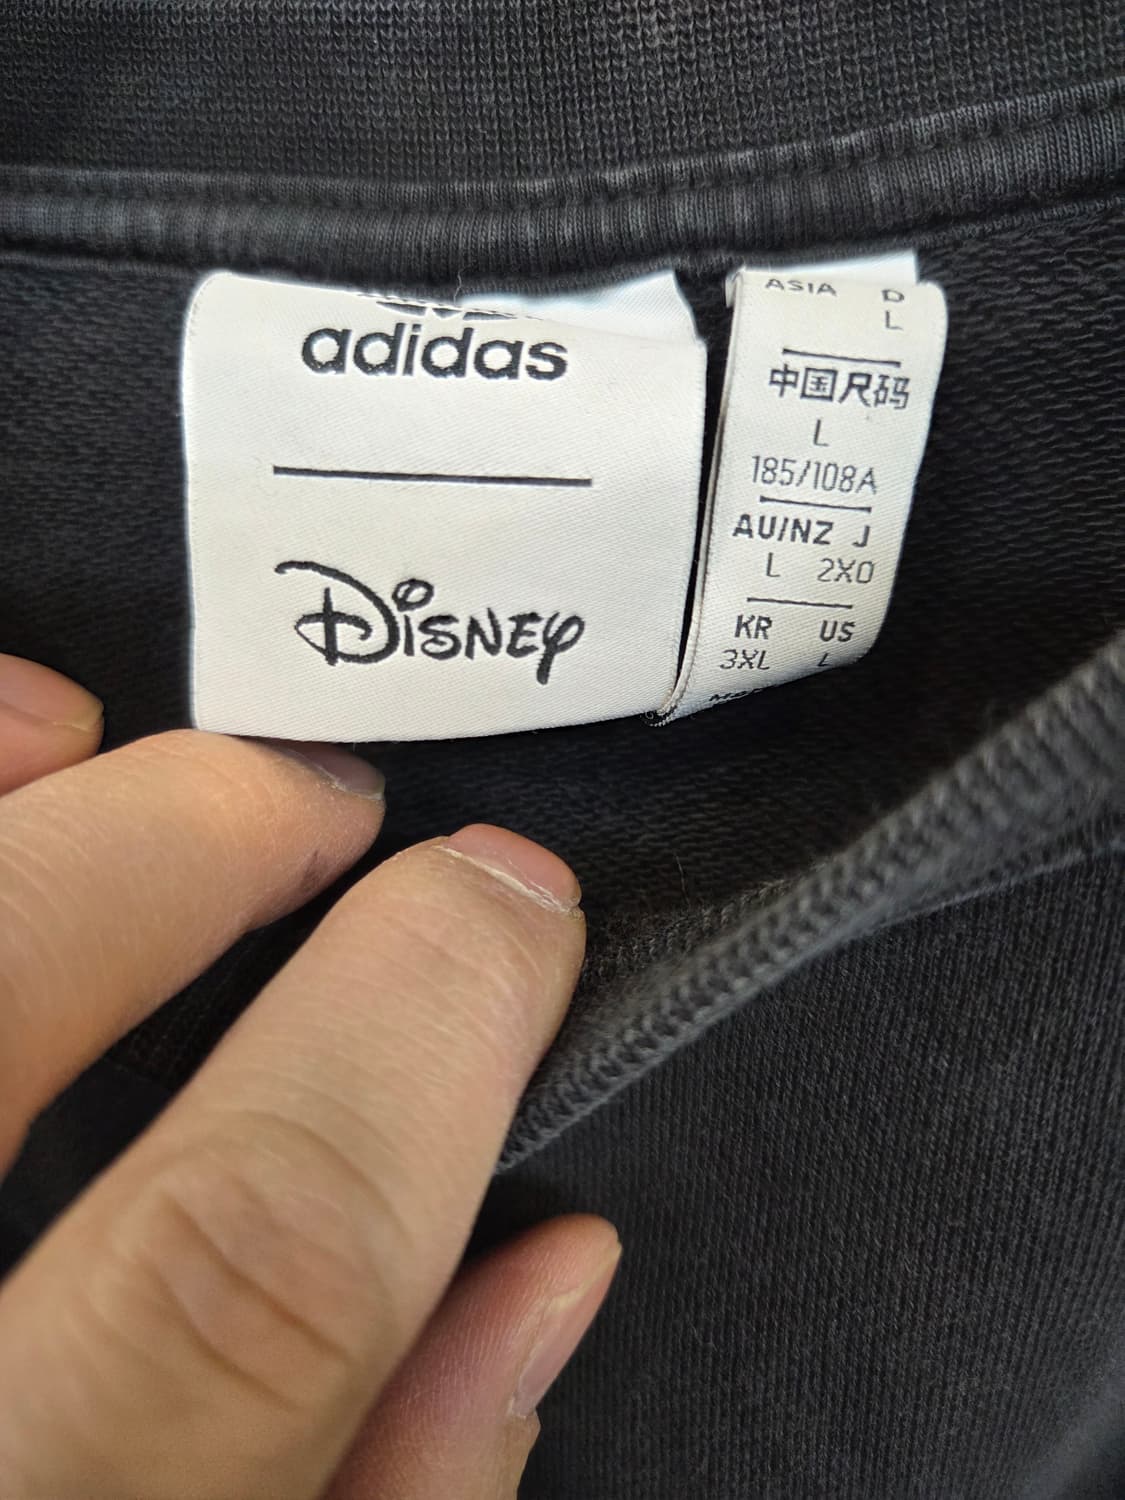 adidas
Disney
ASIA D
L
中国尺码
L
185/108A
AU/NZ J
L 2XO
KR US
3XL L